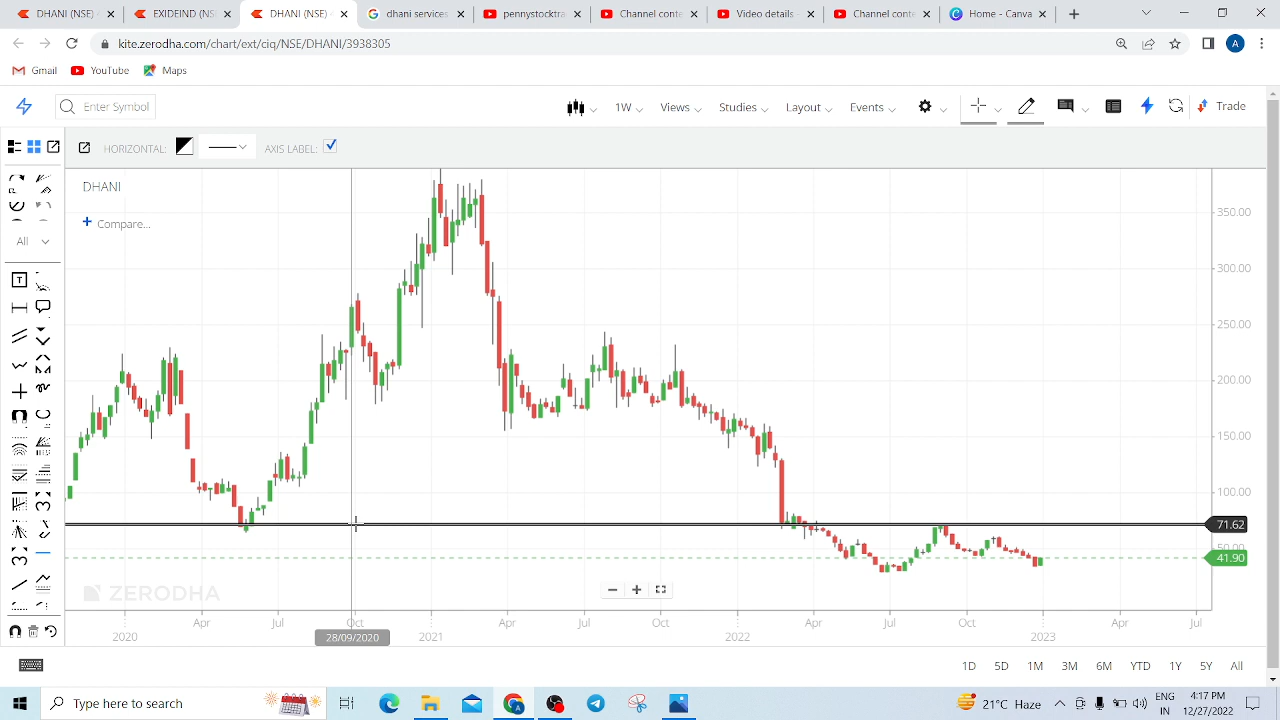 EXIDEIND (NS
DHANI (NSE
DHANI (NS
dhani services
pennystocktra
Channel conte
Video details
Channel conte
Home - Canva
kite.zerodha.com/chart/ext/ciq/NSE/DHANI/3938305
A
Gmail YouTube Maps
Enter Symbol 1W Views Studies Layout Events Trade
HORIZONTAL: AXIS LABEL:
DHANI
Compare...
All
T
350.00
300.00
250.00
200.00
150.00
100.00
71.62
50.00
41.90
ZERODHA
Apr Jul Oct Apr Jul Oct Apr Jul Oct Apr Jul
2020 28/09/2020 2021 2022 2023
1D 5D 1M 3M 6M YTD 1Y 5Y All
Type here to search
21°C Haze
ENG
IN
4:17 PM
12/27/2022